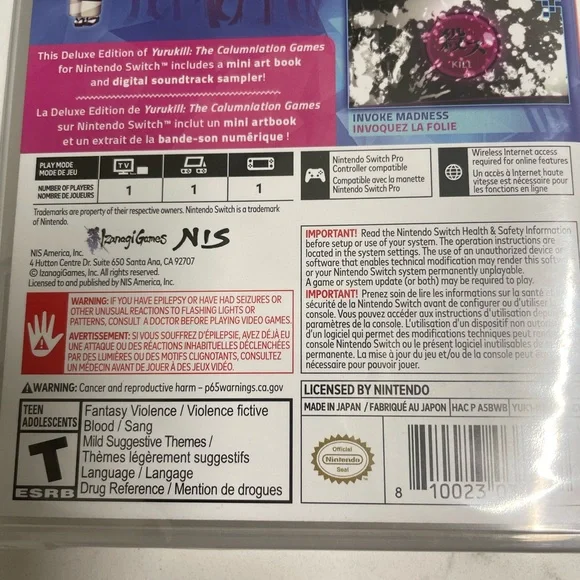 This Deluxe Edition of Yurukill: The Calumniation Games
for Nintendo Switch™ includes a mini art book
and digital soundtrack sampler!
La Deluxe Edition de Yurukill: The Calumniation Games
sur Nintendo Switch™ inclut un mini artbook
et un extrait de la bande-son numérique !
KILL
INVOKE MADNESS
INVOQUEZ LA FOLIE
PLAY MODE
MODE DE JEU
TV
NUMBER OF PLAYERS
NOMBRE DE JOUEURS
1 1 1
Nintendo Switch Pro
Controller compatible
Compatible avec la manette
Nintendo Switch Pro
Wireless Internet access
required for online features
Un accès à Internet haute
vitesse est nécessaire pour
les fonctions en ligne
Trademarks are property of their respective owners. Nintendo Switch is a trademark
of Nintendo.
IzanagiGames NIS
NIS America, Inc.
4 Hutton Centre Dr. Suite 650 Santa Ana, CA 92707
© IzanagiGames, Inc. All rights reserved.
Licensed to and published by NIS America, Inc.
WARNING: IF YOU HAVE EPILEPSY OR HAVE HAD SEIZURES OR
OTHER UNUSUAL REACTIONS TO FLASHING LIGHTS OR
PATTERNS, CONSULT A DOCTOR BEFORE PLAYING VIDEO GAMES.
AVERTISSEMENT: SI VOUS SOUFFREZ D'ÉPILEPSIE, AVEZ DÉJÀ EU
UNE ATTAQUE OU DES RÉACTIONS INHABITUELLES DÉCLENCHÉES
PAR DES LUMIÈRES OU DES MOTIFS CLIGNOTANTS, CONSULTEZ
UN MÉDECIN AVANT DE JOUER À DES JEUX VIDÉO.
IMPORTANT! Read the Nintendo Switch Health & Safety Information
before setup or use of your system. The operation instructions are
located in the system settings. The use of an unauthorized device or
software that enables technical modification may render this software
or your Nintendo Switch system permanently unplayable.
A game or system update (or both) may be required to play.
IMPORTANT! Prenez soin de lire les informations sur la santé et
sécurité de la Nintendo Switch avant de configurer ou d'utiliser
console. Vous pouvez accéder aux instructions d'utilisation depuis
paramètres de la console. L'utilisation d'un dispositif non
d'un logiciel qui permet des modifications techniques peut
console Nintendo Switch ou le présent logiciel inutilisables de
permanente. La mise à jour du jeu et/ou de la console peut
nécessaire pour pouvoir jouer.
WARNING: Cancer and reproductive harm – p65warnings.ca.gov
TEEN
ADOLESCENTS
T
ESRB
Fantasy Violence / Violence fictive
Blood / Sang
Mild Suggestive Themes /
Thèmes légèrement suggestifs
Language / Langage
Drug Reference / Mention de drogues
LICENSED BY NINTENDO
MADE IN JAPAN / FABRIQUÉ AU JAPON HAC P A5BWB
Official
Nintendo
Seal
8 10023